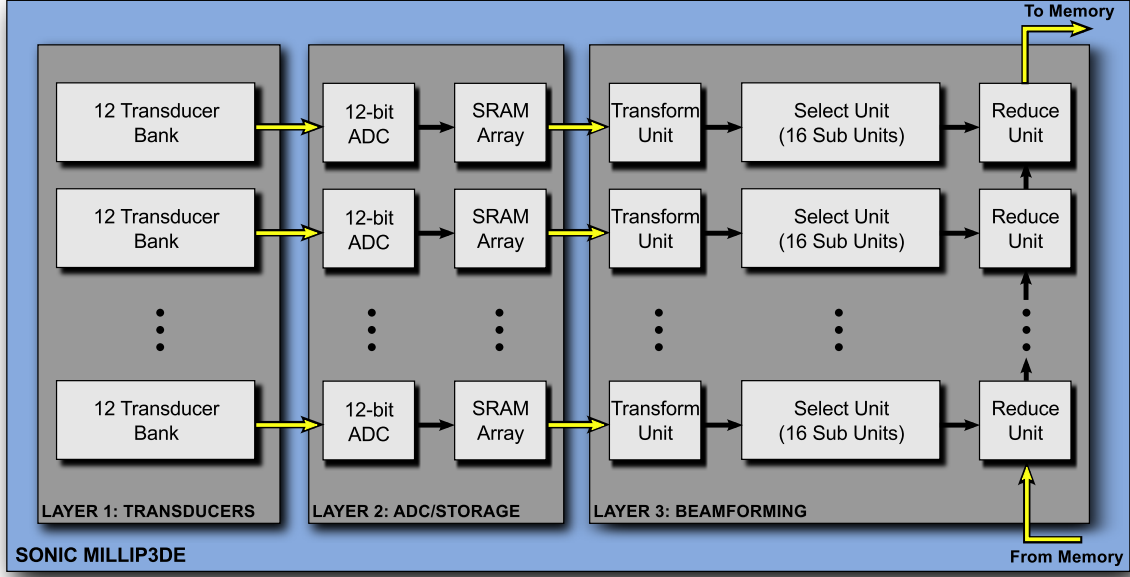 To Memory
12 Transducer
Bank
12-bit
ADC
SRAM
Array
Transform
Unit
Select Unit
(16 Sub Units)
Reduce
Unit
12 Transducer
Bank
12-bit
ADC
SRAM
Array
Transform
Unit
Select Unit
(16 Sub Units)
Reduce
Unit
12 Transducer
Bank
12-bit
ADC
SRAM
Array
Transform
Unit
Select Unit
(16 Sub Units)
Reduce
Unit
LAYER 1: TRANSDUCERS
LAYER 2: ADC/STORAGE
LAYER 3: BEAMFORMING
SONIC MILLIP3DE
From Memory